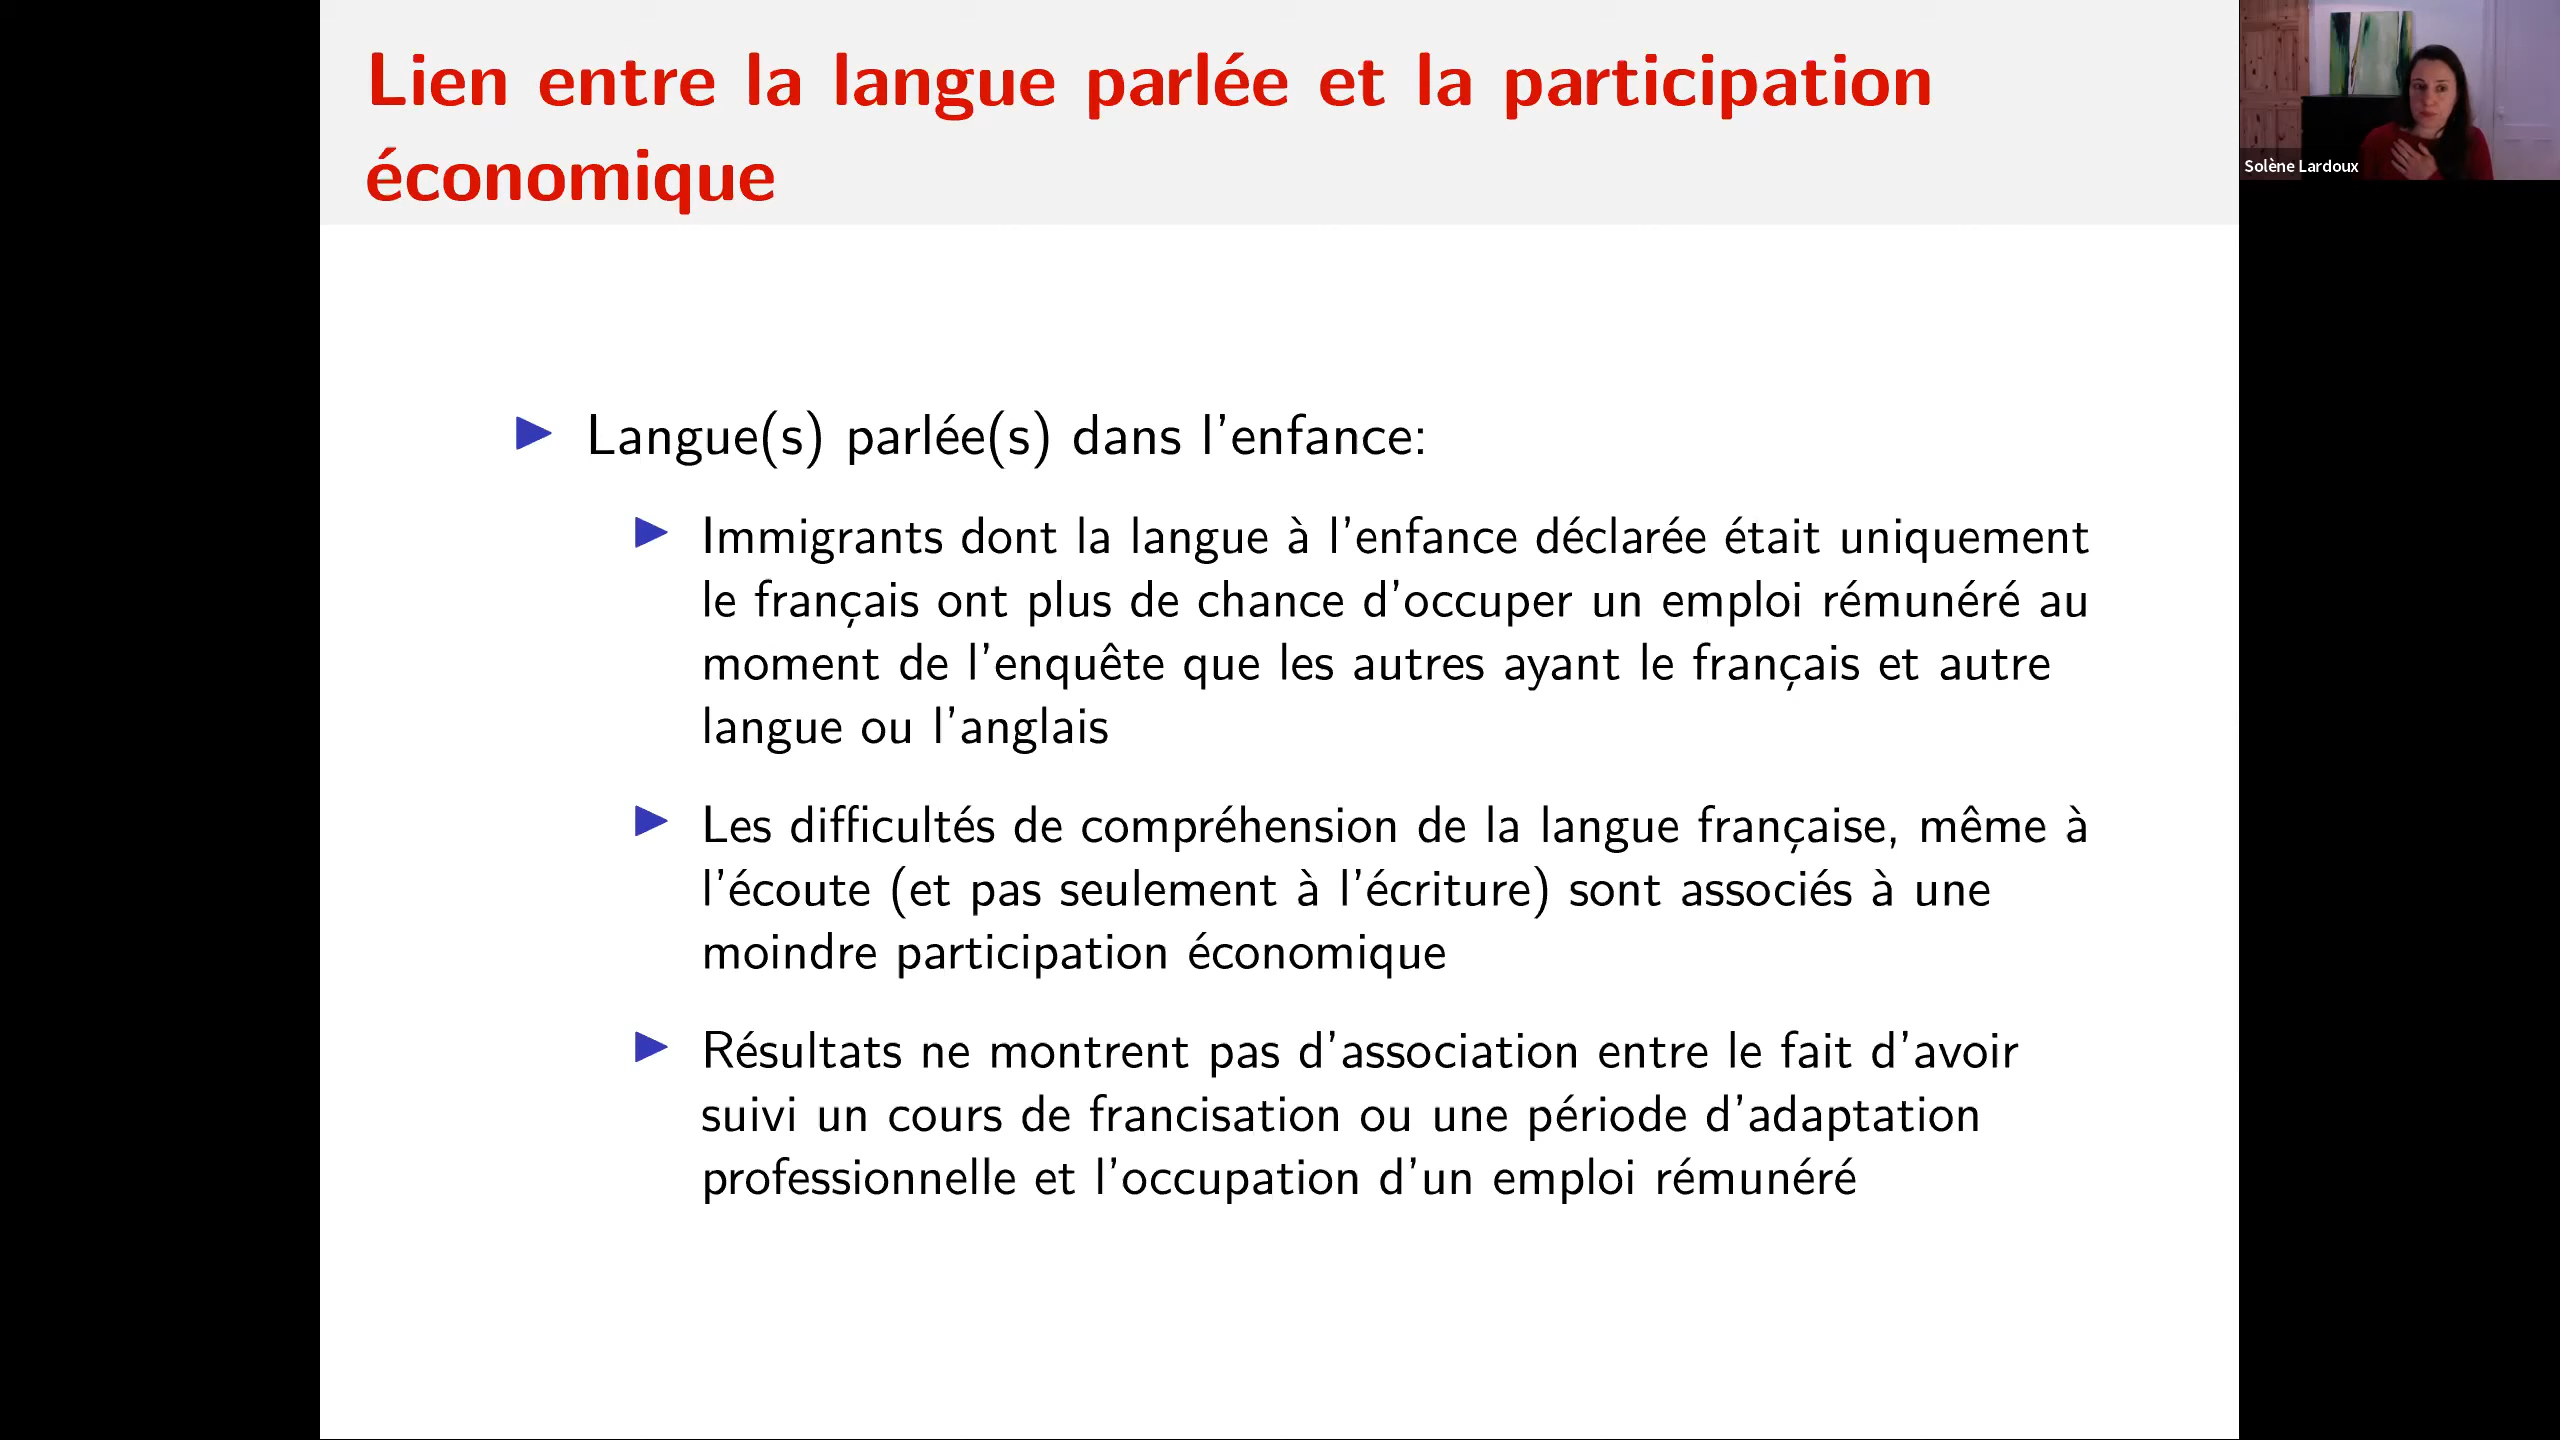 Lien entre la langue parlée et la participation
économique
Solène Lardoux
Langue(s) parlée(s) dans l'enfance:
Immigrants dont la langue à l'enfance déclarée était uniquement
le français ont plus de chance d'occuper un emploi rémunéré au
moment de l'enquête que les autres ayant le français et autre
langue ou l'anglais
Les difficultés de compréhension de la langue française, même à
l'écoute (et pas seulement à l'écriture) sont associés à une
moindre participation économique
Résultats ne montrent pas d'association entre le fait d'avoir
suivi un cours de francisation ou une période d'adaptation
professionnelle et l'occupation d'un emploi rémunéré